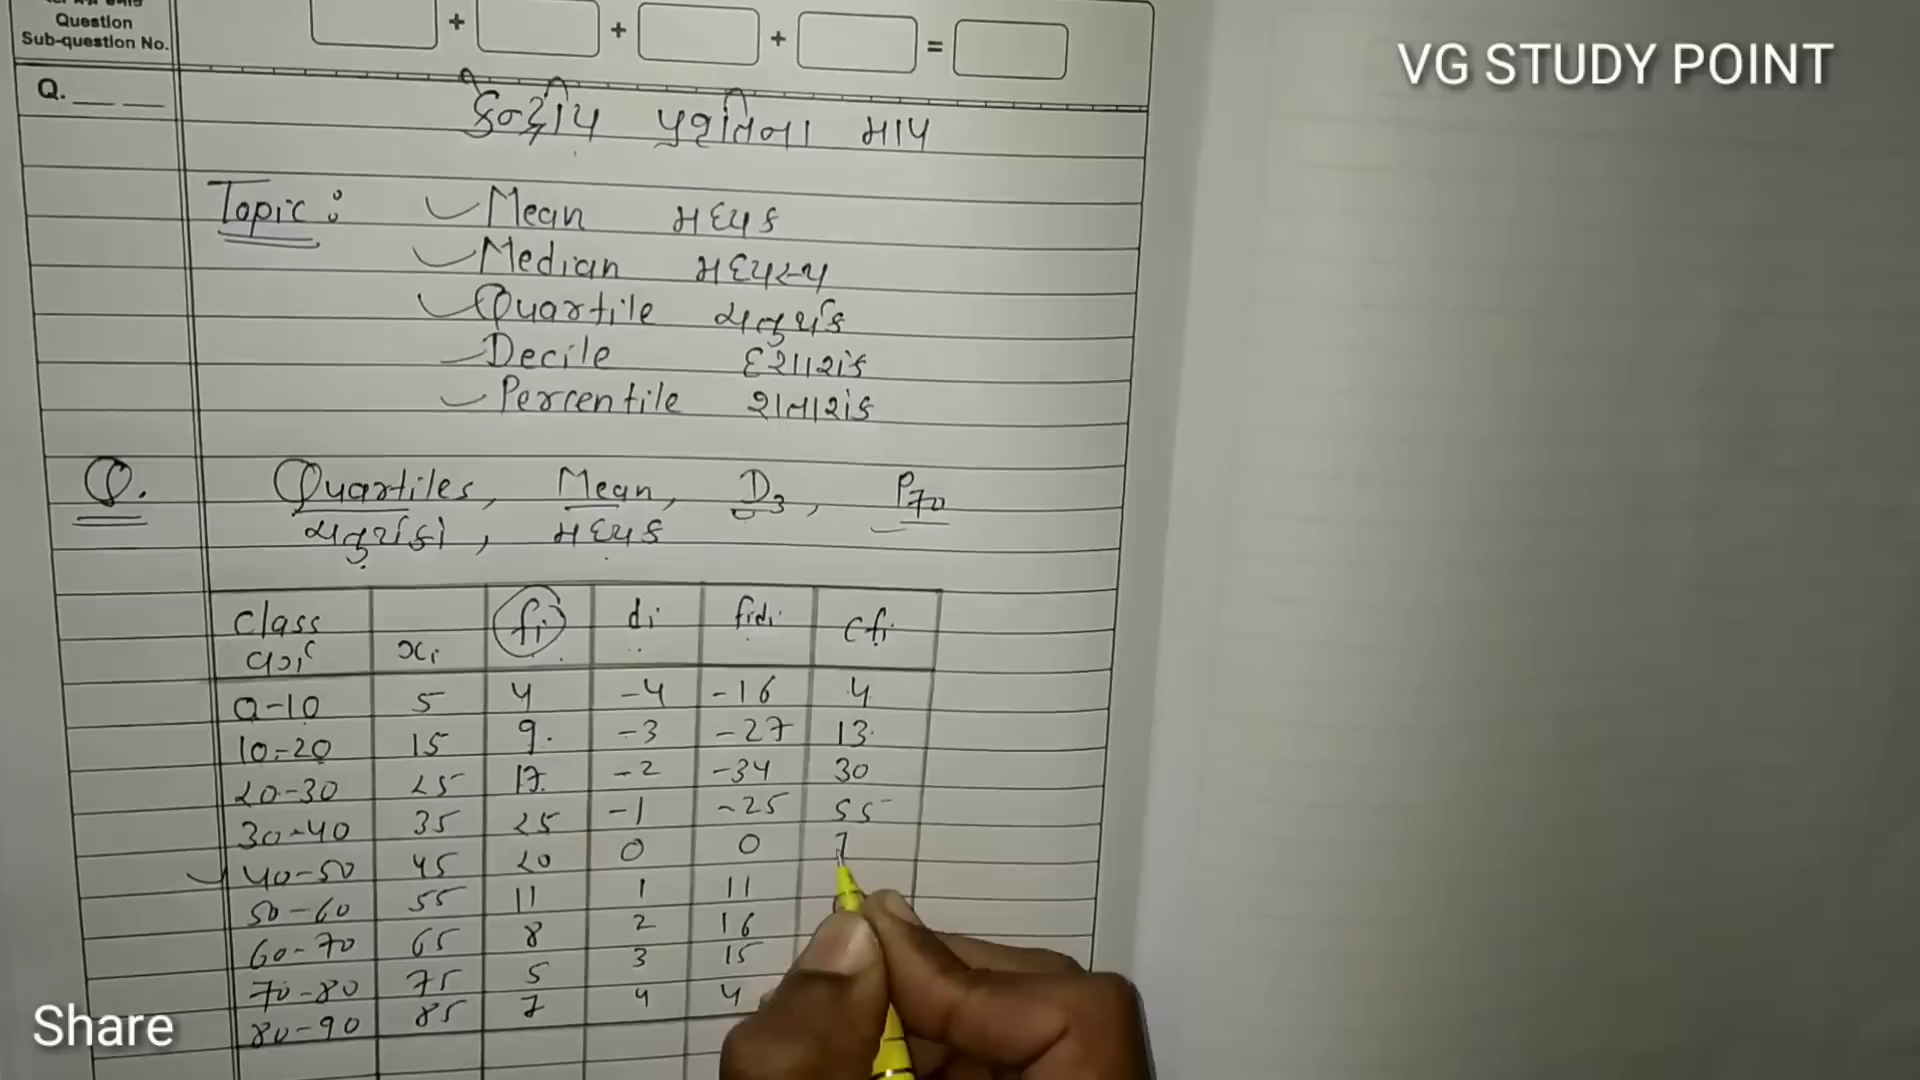 Question
Sub-question No.
+ + + =
VG STUDY POINT
Q. __ __
કેન્દ્રીય પ્રવૃત્તિના માપ
Topic : Mean મધ્યક
Median મધ્યસ્થ
Quartile ચતુર્થક
Decile દશાંશક
Percentile શતાંશક
Q. Quartiles, Mean, D3, P70
ચતુર્થકો, મધ્યક
Class xi fi di fidi cfi
વર્ગ
0-10 5 4 -4 -16 4
10-20 15 9 -3 -27 13
20-30 25 17 -2 -34 30
30-40 35 25 -1 -25 55
40-50 45 20 0 0 7
50-60 55 11 1 11
60-70 65 8 2 16
70-80 75 5 3 15
80-90 85 7 4 4
Share